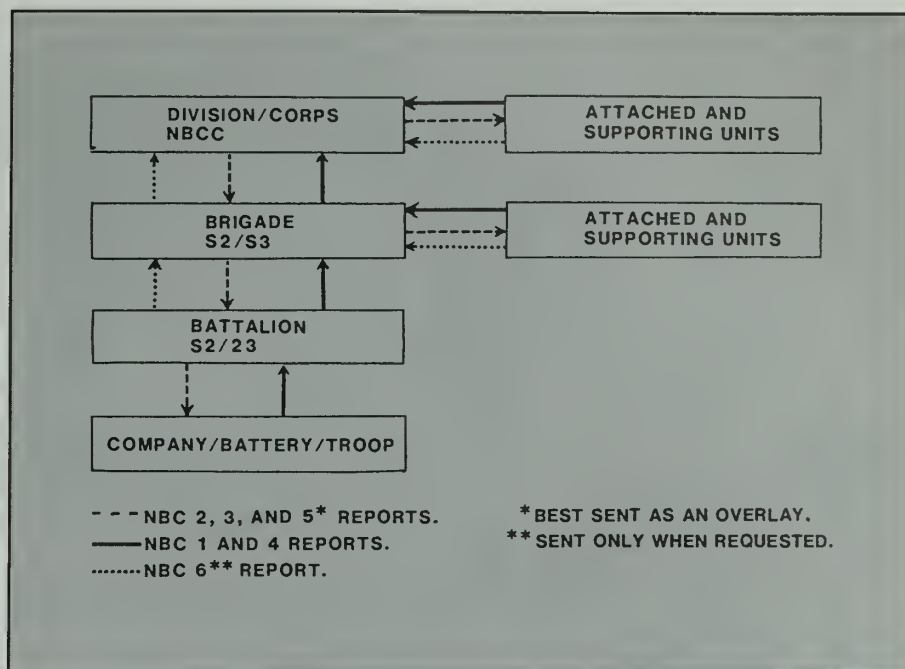 DIVISION/CORPS
NBCC
ATTACHED AND
SUPPORTING UNITS
BRIGADE
S2/S3
ATTACHED AND
SUPPORTING UNITS
BATTALION
S2/23
COMPANY/BATTERY/TROOP
NBC 2, 3, AND 5* REPORTS.
NBC 1 AND 4 REPORTS.
NBC 6** REPORT.
*BEST SENT AS AN OVERLAY.
**SENT ONLY WHEN REQUESTED.